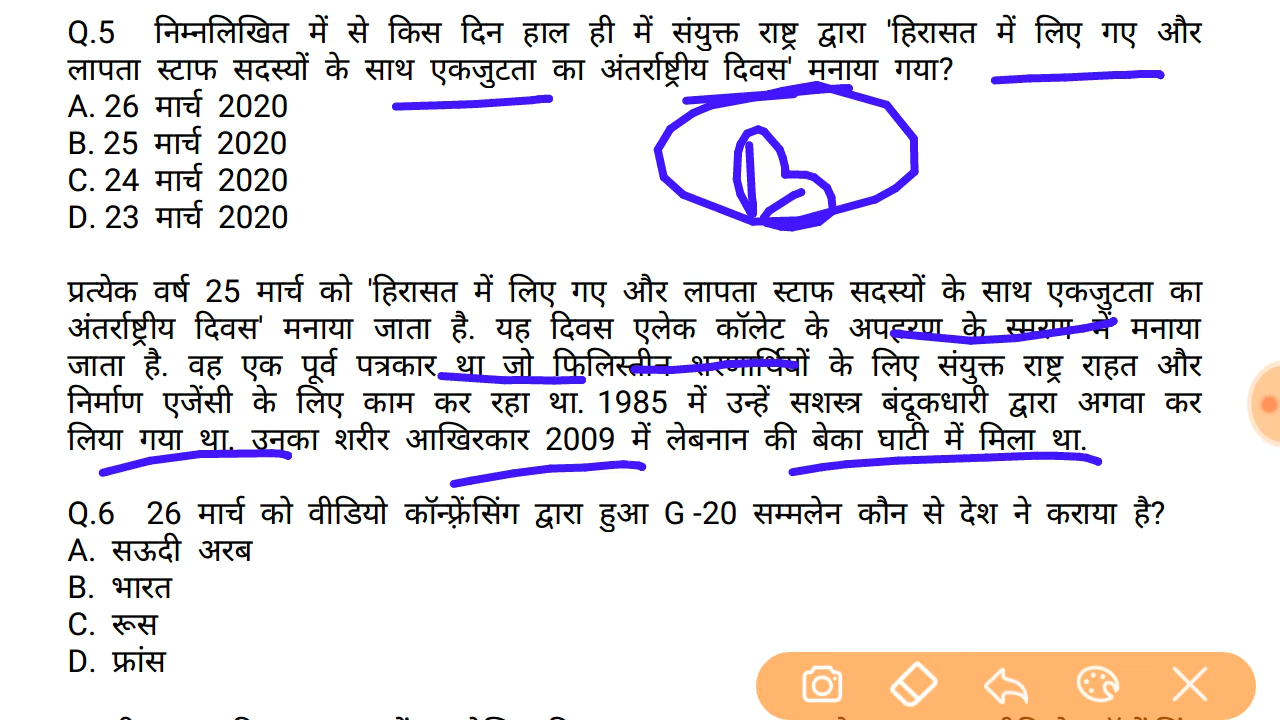 Q.5 निम्नलिखित में से किस दिन हाल ही में संयुक्त राष्ट्र द्वारा 'हिरासत में लिए गए और
लापता स्टाफ सदस्यों के साथ एकजुटता का अंतर्राष्ट्रीय दिवस' मनाया गया?
A. 26 मार्च 2020
B. 25 मार्च 2020
C. 24 मार्च 2020
D. 23 मार्च 2020
प्रत्येक वर्ष 25 मार्च को 'हिरासत में लिए गए और लापता स्टाफ सदस्यों के साथ एकजुटता का
अंतर्राष्ट्रीय दिवस' मनाया जाता है. यह दिवस एलेक कॉलेट के अपहरण के स्मरण में मनाया
जाता है. वह एक पूर्व पत्रकार था जो फिलिस्तीन शरणार्थियों के लिए संयुक्त राष्ट्र राहत और
निर्माण एजेंसी के लिए काम कर रहा था. 1985 में उन्हें सशस्त्र बंदूकधारी द्वारा अगवा कर
लिया गया था. उनका शरीर आखिरकार 2009 में लेबनान की बेका घाटी में मिला था.
Q.6 26 मार्च को वीडियो कॉन्फ़्रेंसिंग द्वारा हुआ G -20 सम्मलेन कौन से देश ने कराया है?
A. सऊदी अरब
B. भारत
C. रूस
D. फ्रांस